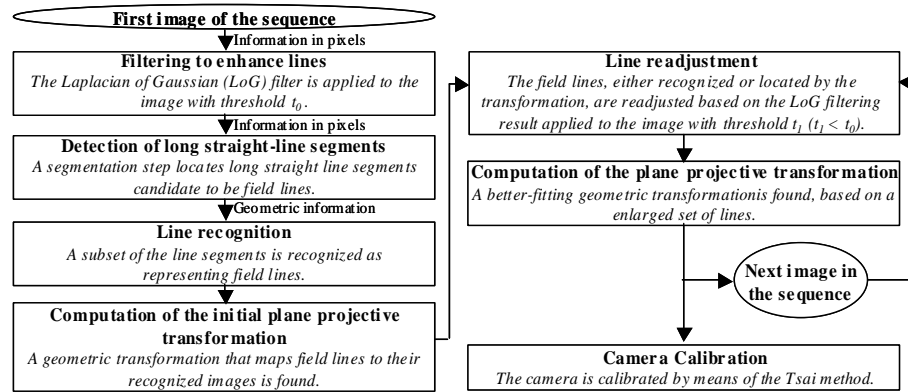 First image of the sequence
Information in pixels
Filtering to enhance lines
The Laplacian of Gaussian (LoG) filter is applied to the
image with threshold t0.
Information in pixels
Detection of long straight-line segments
A segmentation step locates long straight line segments
candidate to be field lines.
Geometric information
Line recognition
A subset of the line segments is recognized as
representing field lines.
Computation of the initial plane projective
transformation
A geometric transformation that maps field lines to their
recognized images is found.
Line readjustment
The field lines, either recognized or located by the
transformation, are readjusted based on the LoG filtering
result applied to the image with threshold t1 (t1 < t0).
Computation of the plane projective transformation
A better-fitting geometric transformationis found, based on a
enlarged set of lines.
Next image in
the sequence
Camera Calibration
The camera is calibrated by means of the Tsai method.